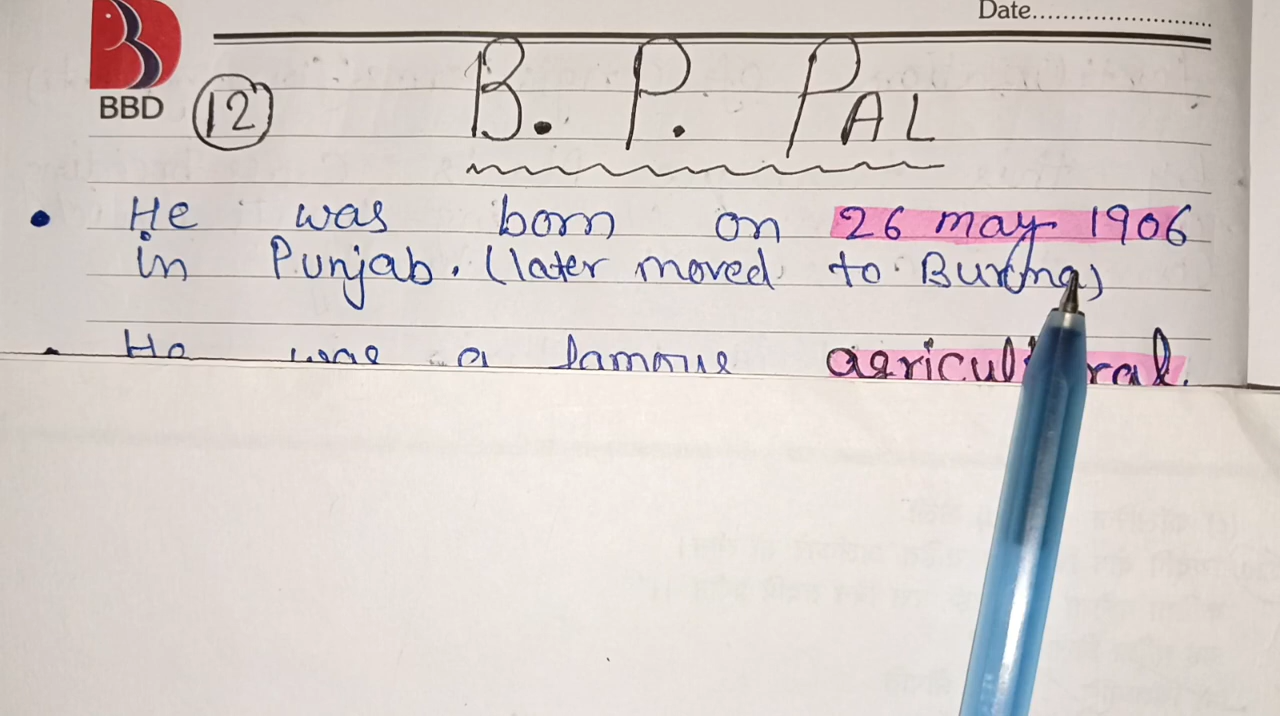 Date
BBD
12
B. P. PAL
• He was born on 26 may 1906
in Punjab. (later moved to Burma)
• He was a famous agricultural